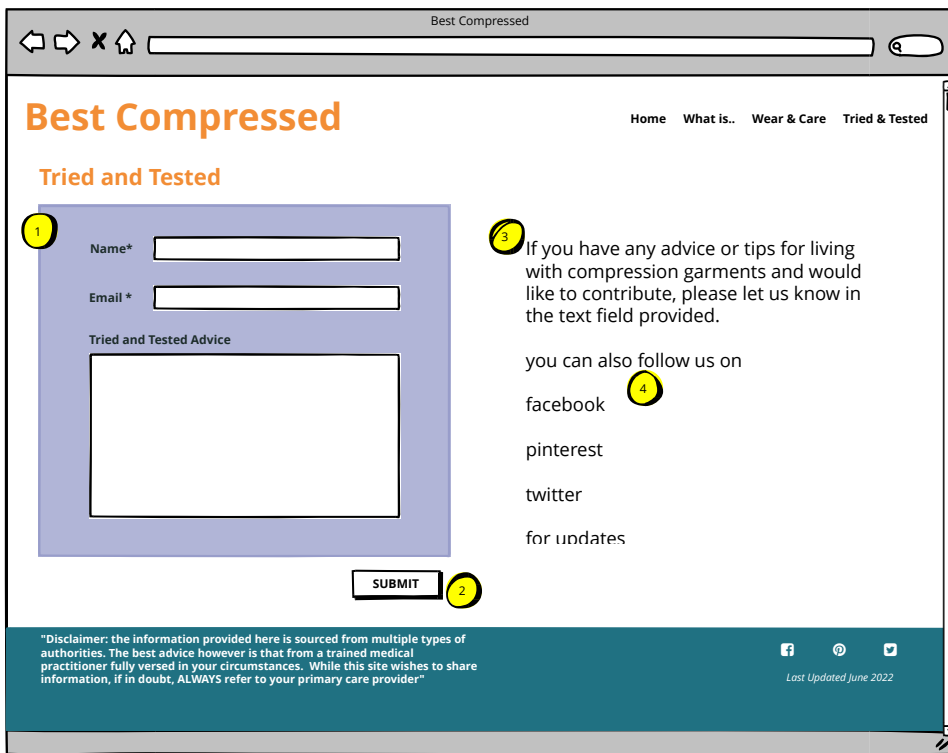 Best Compressed
Best Compressed
Home What is.. Wear & Care Tried & Tested
Tried and Tested
1
Name*
Email *
Tried and Tested Advice
SUBMIT
2
3
If you have any advice or tips for living
with compression garments and would
like to contribute, please let us know in
the text field provided.
you can also follow us on
4
facebook
pinterest
twitter
for updates
"Disclaimer: the information provided here is sourced from multiple types of
authorities. The best advice however is that from a trained medical
practitioner fully versed in your circumstances. While this site wishes to share
information, if in doubt, ALWAYS refer to your primary care provider"
Last Updated June 2022